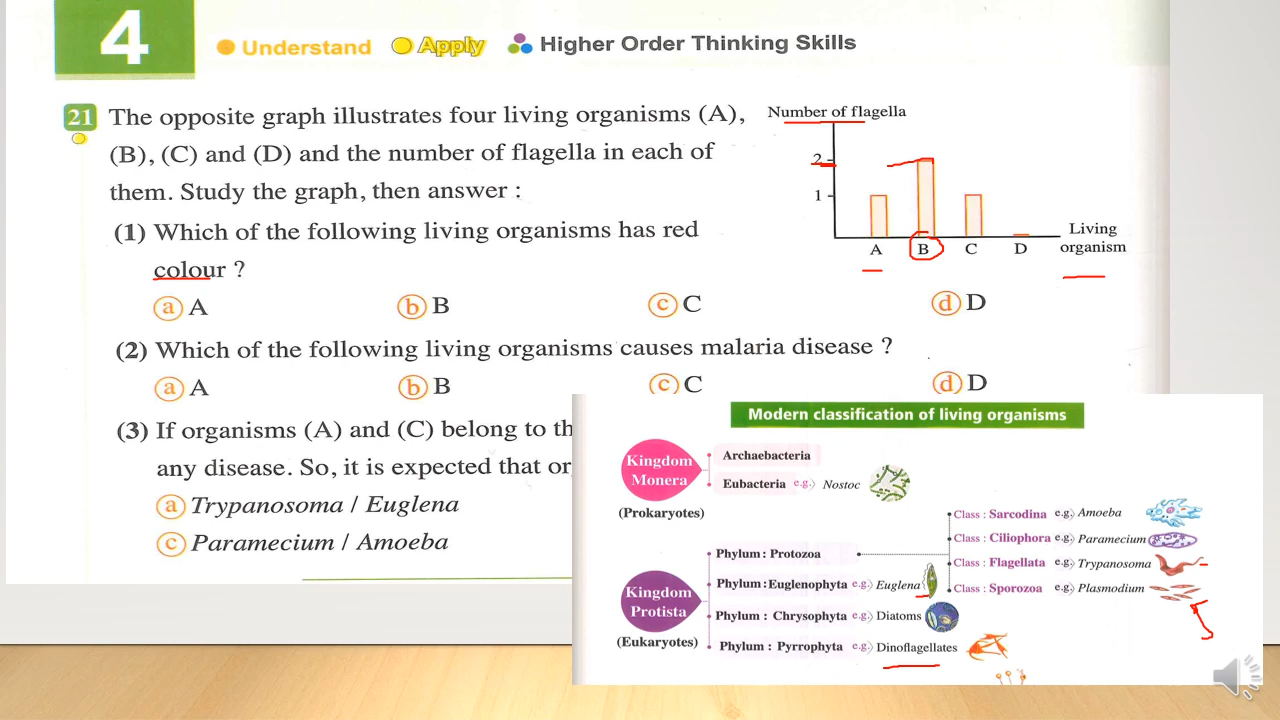 4
Understand Apply Higher Order Thinking Skills
21 The opposite graph illustrates four living organisms (A),
(B), (C) and (D) and the number of flagella in each of
them. Study the graph, then answer :
Number of flagella
2
1
A B C D
Living
organism
(1) Which of the following living organisms has red
colour ?
a A b B c C d D
(2) Which of the following living organisms causes malaria disease ?
a A b B c C d D
(3) If organisms (A) and (C) belong to th
any disease. So, it is expected that or
a Trypanosoma / Euglena
c Paramecium / Amoeba
Modern classification of living organisms
Kingdom
Monera
(Prokaryotes)
Archaebacteria
Eubacteria e.g. Nostoc
Kingdom
Protista
(Eukaryotes)
Phylum : Protozoa
Phylum : Euglenophyta e.g. Euglena
Phylum : Chrysophyta e.g. Diatoms
Phylum : Pyrrophyta e.g. Dinoflagellates
Class : Sarcodina e.g. Amoeba
Class : Ciliophora e.g. Paramecium
Class : Flagellata e.g. Trypanosoma
Class : Sporozoa e.g. Plasmodium